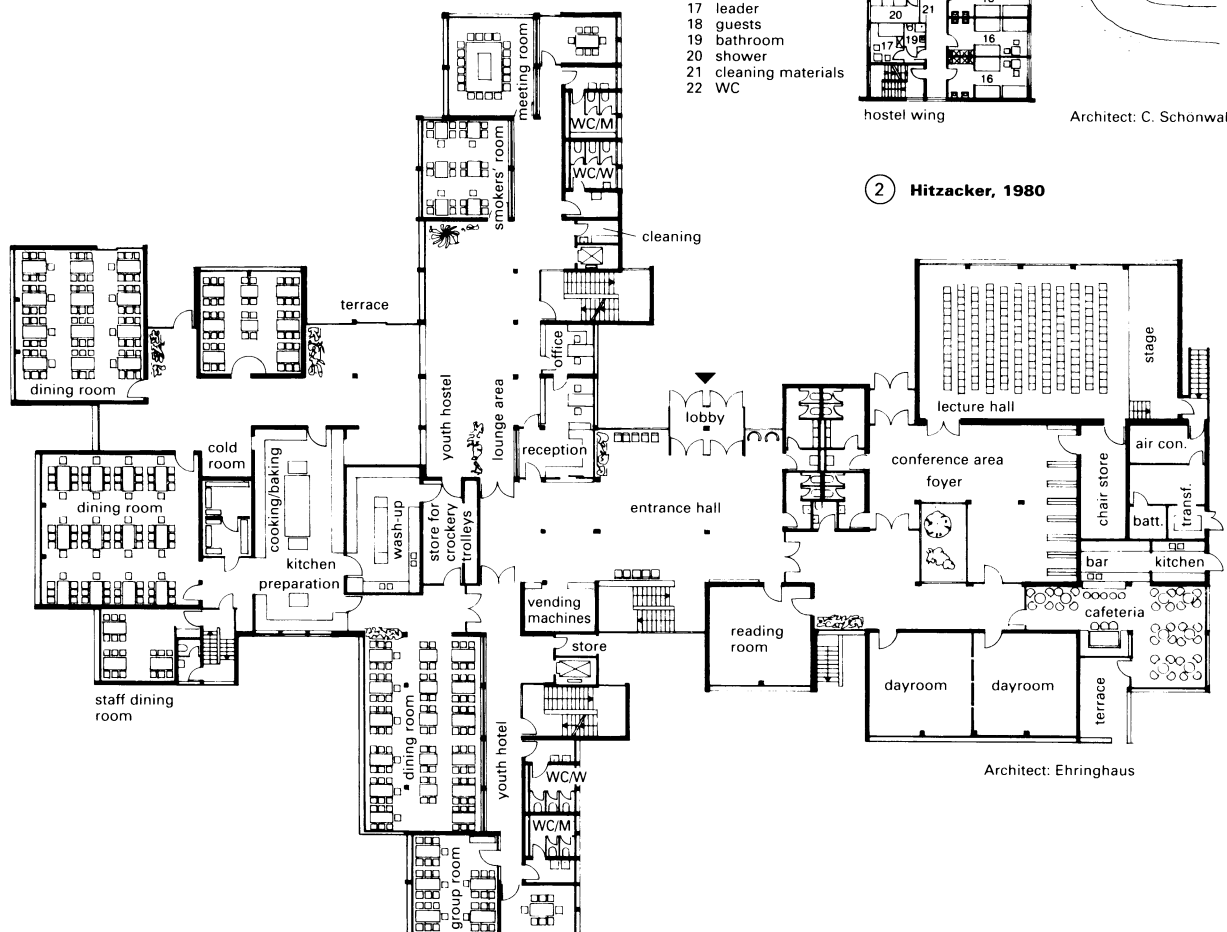 17 leader
18 guests
19 bathroom
20 shower
21 cleaning materials
22 WC
20
21
17
19
16
16
hostel wing
Architect: C. Schonwal
2 Hitzacker, 1980
meeting room
WC/M
smokers' room
WC/W
cleaning
terrace
dining room
office
youth hostel
lounge area
lobby
reception
lecture hall
stage
cold
room
cooking/baking
dining room
wash-up
store for
crockery
trolleys
entrance hall
conference area
foyer
chair store
air con.
batt.
transf.
kitchen
preparation
bar
kitchen
vending
machines
cafeteria
reading
room
store
staff dining
room
dayroom
dayroom
terrace
dining room
youth hotel
WC/W
WC/M
group room
Architect: Ehringhaus